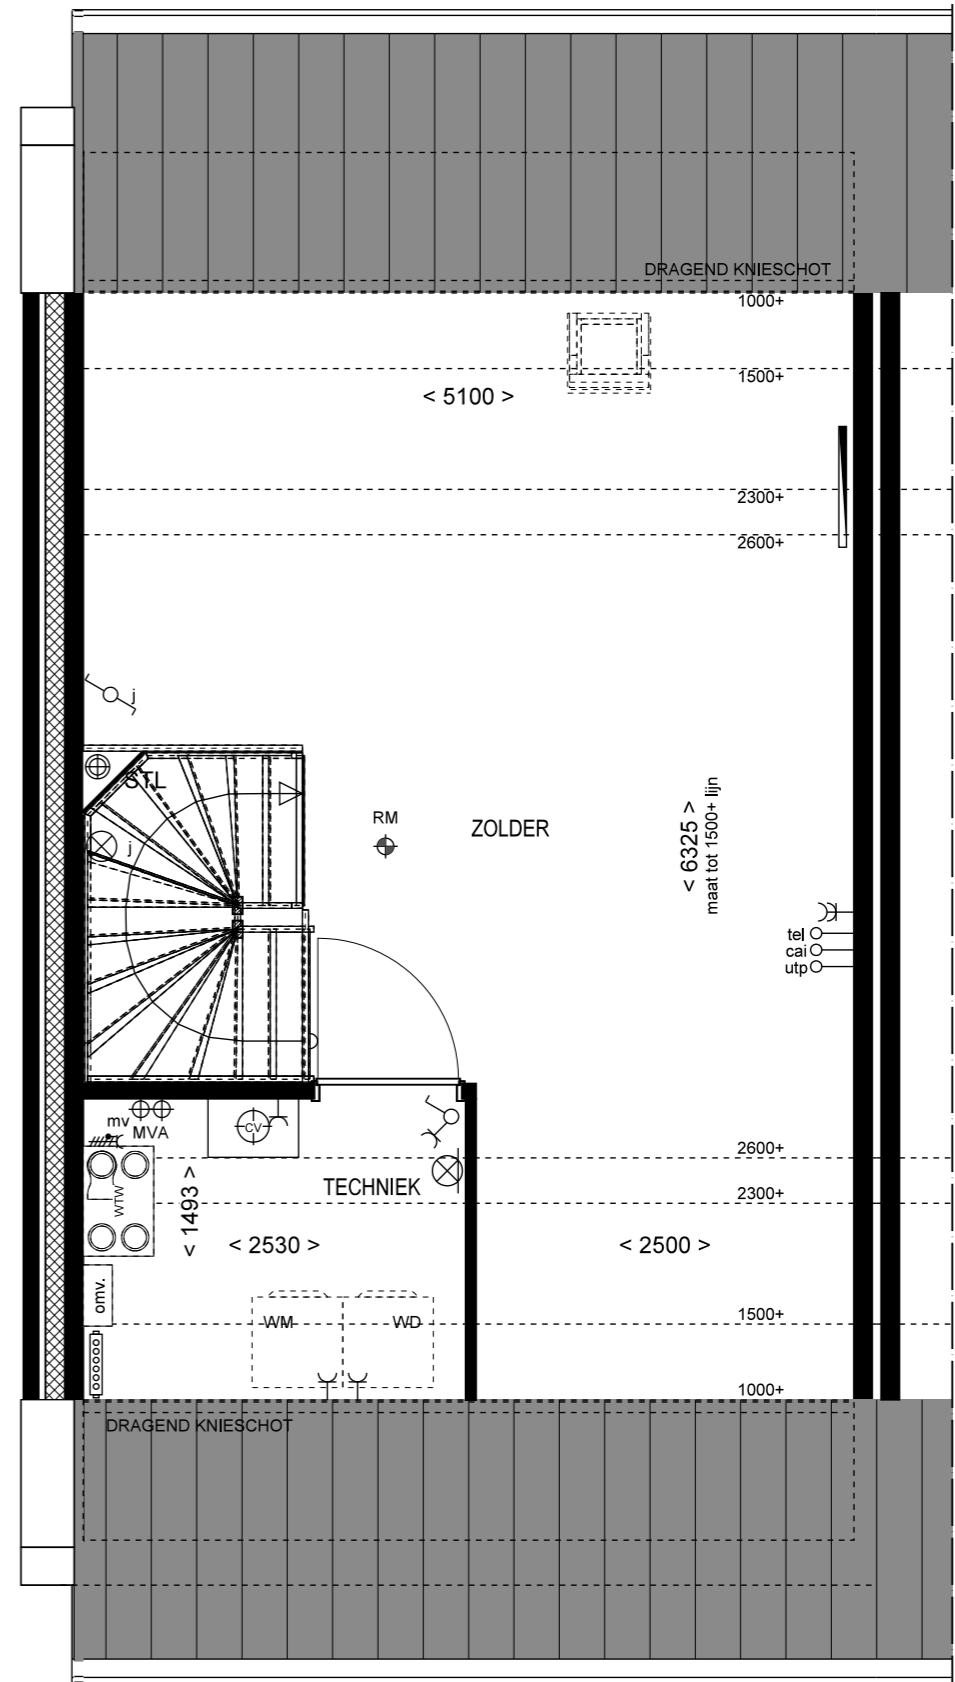 DRAGEND KNIESCHOT
1000+
1500+
< 5100 >
2300+
2600+
j
STL
j
RM
ZOLDER
< 6325 >
maat tot 1500+ lijn
tel
cai
utp
mv
MVA
CV
2600+
WTW
< 1493 >
TECHNIEK
2300+
< 2530 >
< 2500 >
omv.
1500+
WM
WD
1000+
DRAGEND KNIESCHOT